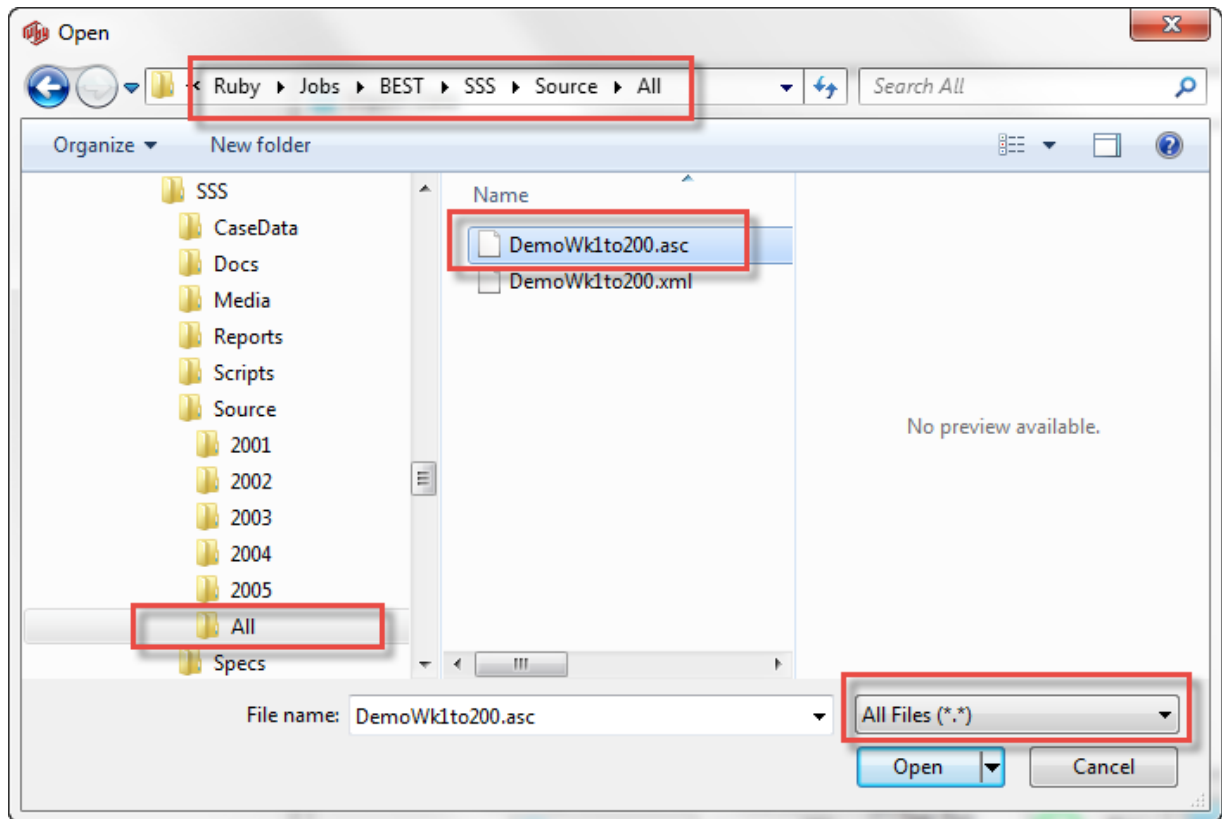 Open
Ruby Jobs BEST SSS Source All
Search All
Organize New folder
SSS
CaseData
Docs
Media
Reports
Scripts
Source
2001
2002
2003
2004
2005
All
Specs
Name
DemoWk1to200.asc
DemoWk1to200.xml
No preview available.
File name: DemoWk1to200.asc
All Files (*.*)
Open Cancel